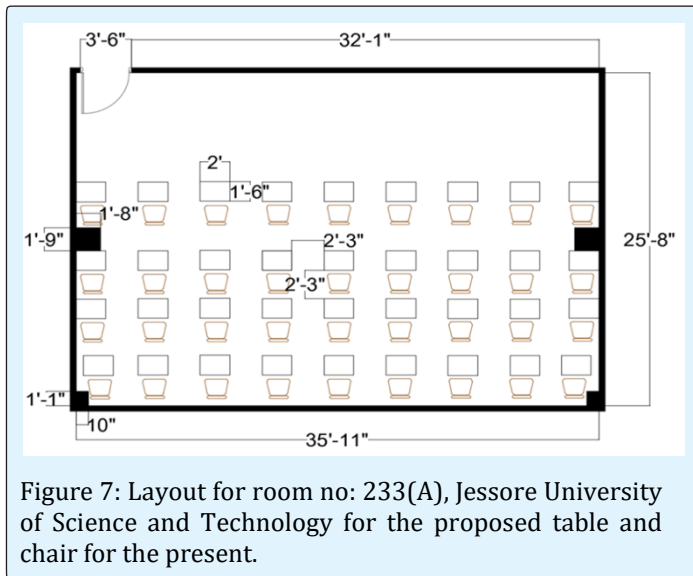 3'-6" 32'-1"
2'
1'-6"
1'-8"
1'-9" 2'-3" 25'-8"
2'-3"
1'-1"
10"
35'-11"
Figure 7: Layout for room no: 233(A), Jessore University
of Science and Technology for the proposed table and
chair for the present.